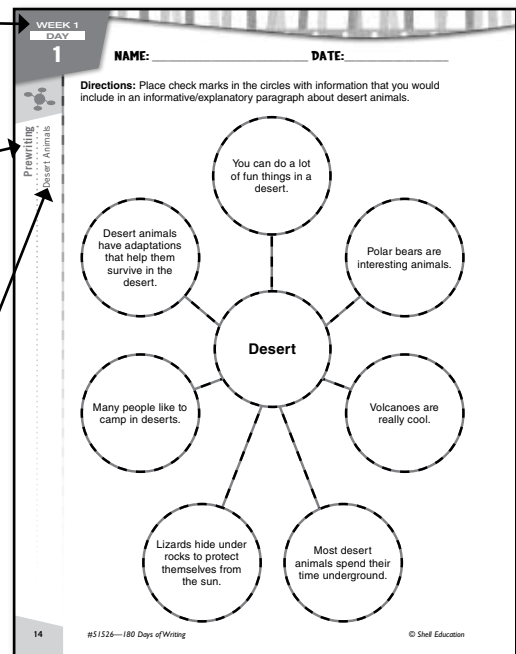 WEEK 1
DAY
1
NAME: DATE:
Directions: Place check marks in the circles with information that you would
include in an informative/explanatory paragraph about desert animals.
Prewriting
Desert Animals
You can do a lot
of fun things in a
desert.
Desert animals
have adaptations
that help them
survive in the
desert.
Polar bears are
interesting animals.
Desert
Many people like to
camp in deserts.
Volcanoes are
really cool.
Lizards hide under
rocks to protect
themselves from
the sun.
Most desert
animals spend their
time underground.
14 #51526—180 Days of Writing © Shell Education